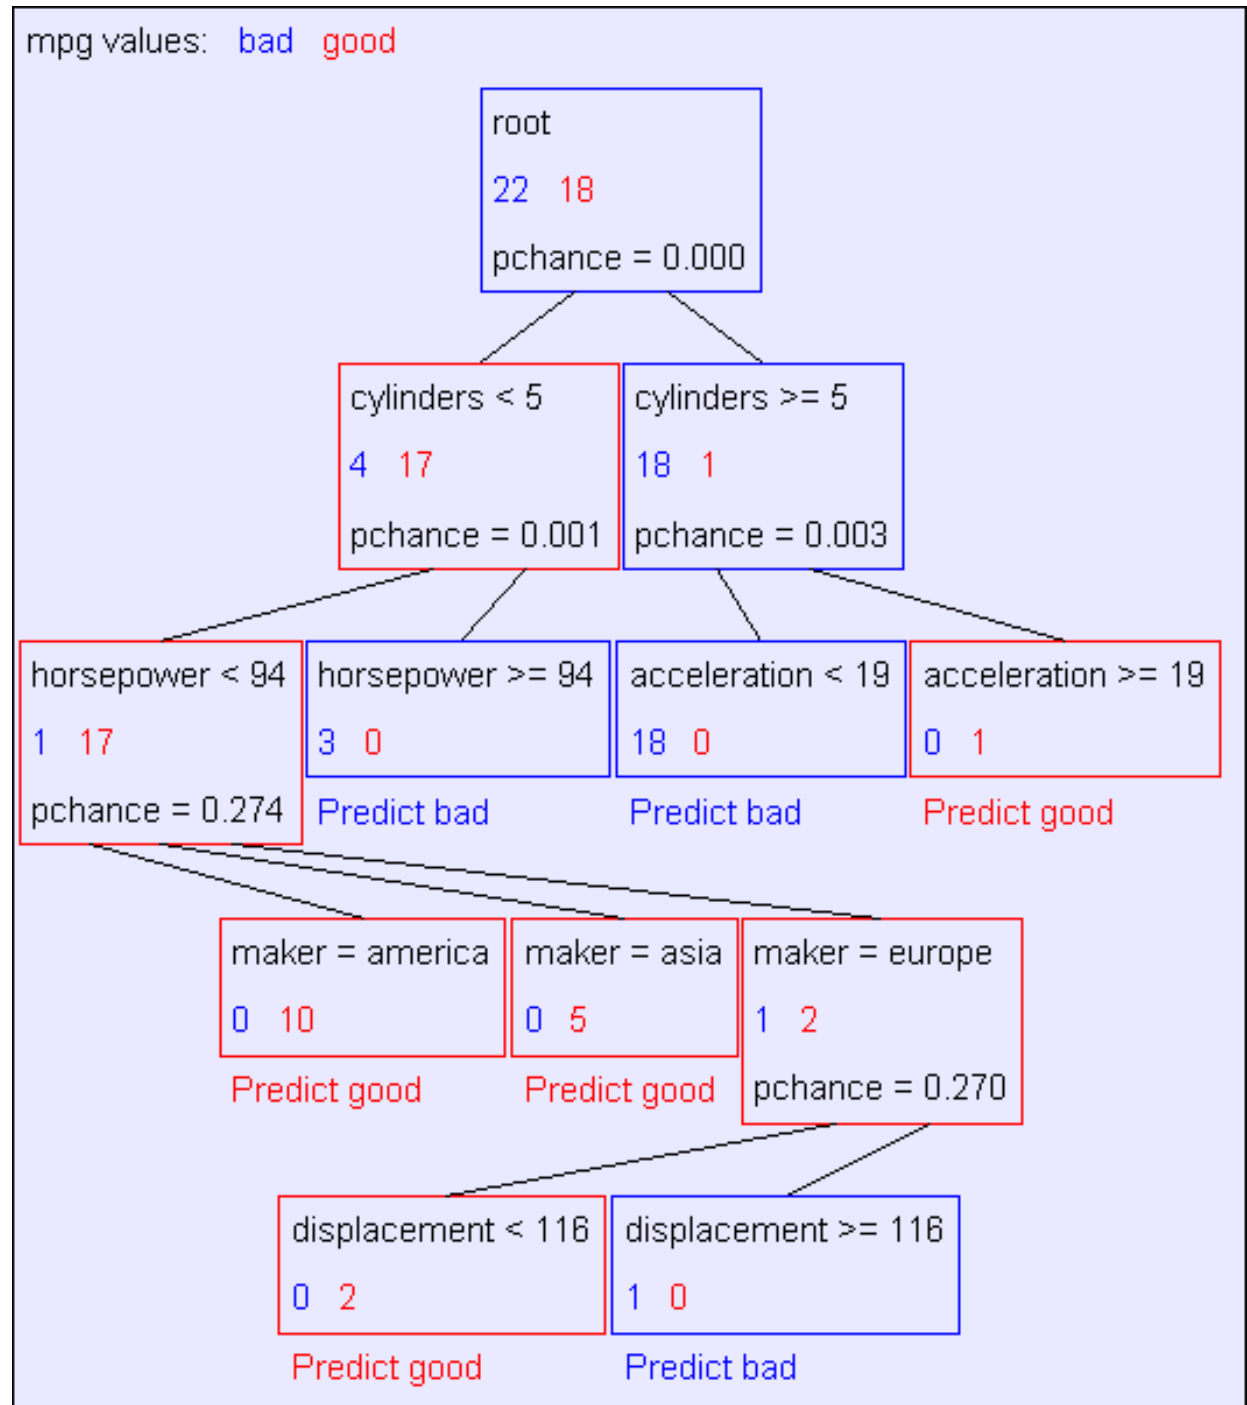 mpg values: bad good
root
22 18
pchance = 0.000
cylinders < 5
4 17
pchance = 0.001
cylinders >= 5
18 1
pchance = 0.003
horsepower < 94
1 17
pchance = 0.274
horsepower >= 94
3 0
Predict bad
acceleration < 19
18 0
Predict bad
acceleration >= 19
0 1
Predict good
maker = america
0 10
Predict good
maker = asia
0 5
Predict good
maker = europe
1 2
pchance = 0.270
displacement < 116
0 2
Predict good
displacement >= 116
1 0
Predict bad